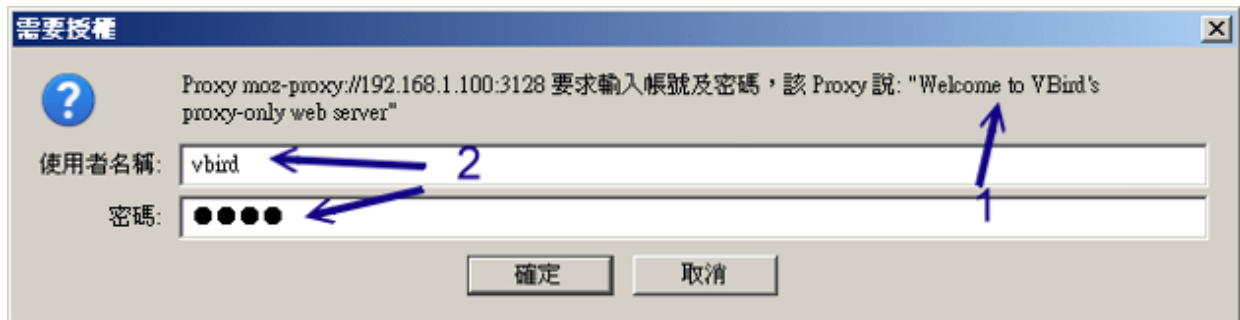 需要授權
Proxy moz-proxy://192.168.1.100:3128 要求輸入帳號及密碼，該 Proxy 說: "Welcome to VBird's
proxy-only web server"
使用者名稱: vbird 2
密碼: ●●●● 1
確定 取消